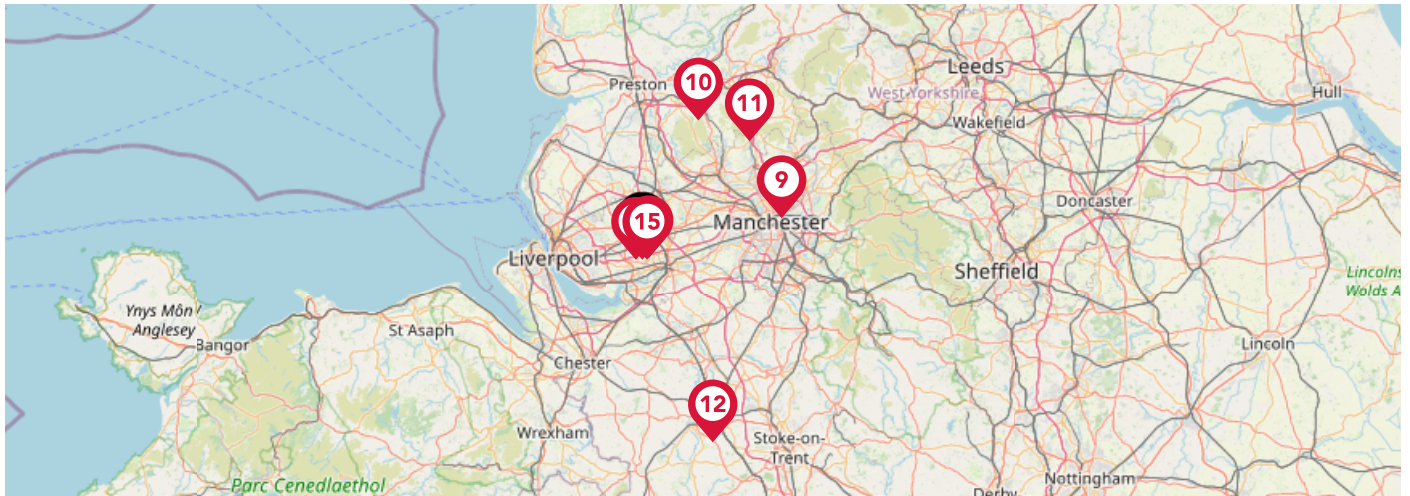 Leeds
Preston
10
West Yorkshire
Hull
11
Wakefield
9
Doncaster
15
Manchester
Liverpool
Sheffield
Lincolns
Wolds A
Ynys Môn /
Anglesey
St Asaph
Bangor
Lincoln
Chester
12
Wrexham
Stoke-on-
Trent
Nottingham
Parc Cenedlaethol
Derby